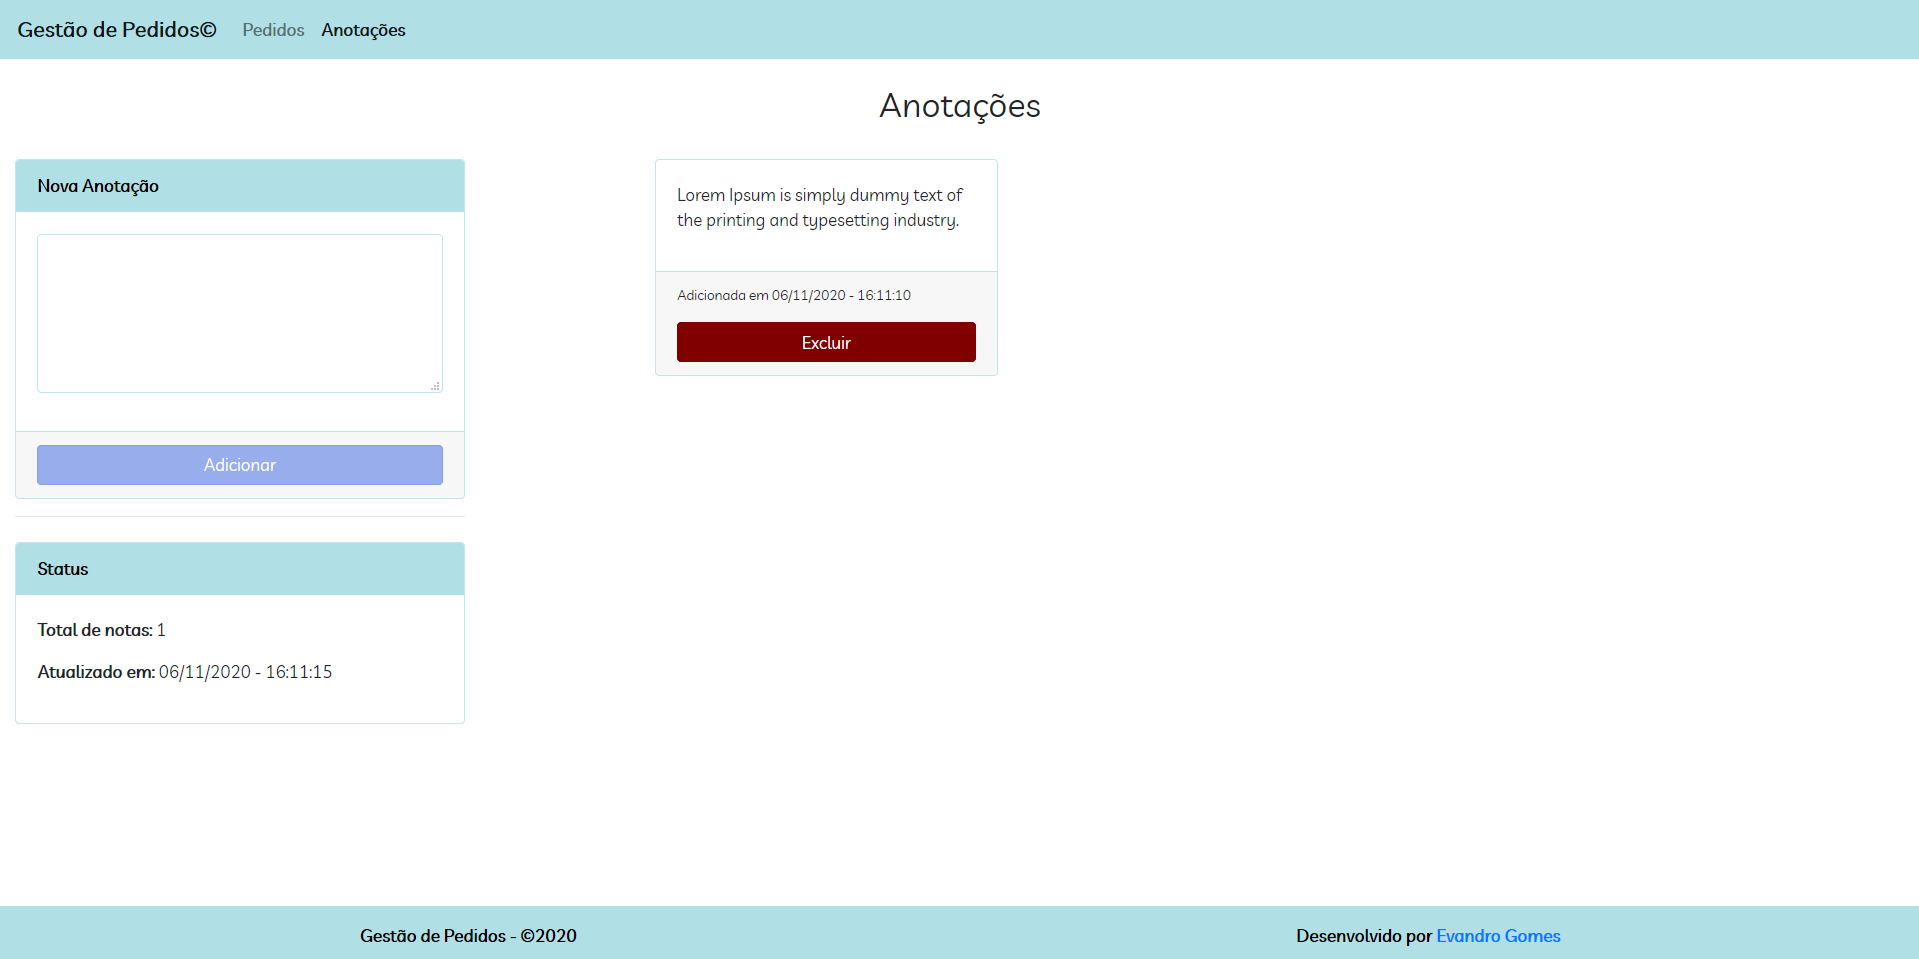 Gestão de Pedidos© Pedidos Anotações
Anotações
Nova Anotação
Adicionar
Status
Total de notas: 1
Atualizado em: 06/11/2020 - 16:11:15
Lorem Ipsum is simply dummy text of
the printing and typesetting industry.
Adicionada em 06/11/2020 - 16:11:10
Excluir
Gestão de Pedidos - ©2020
Desenvolvido por Evandro Gomes